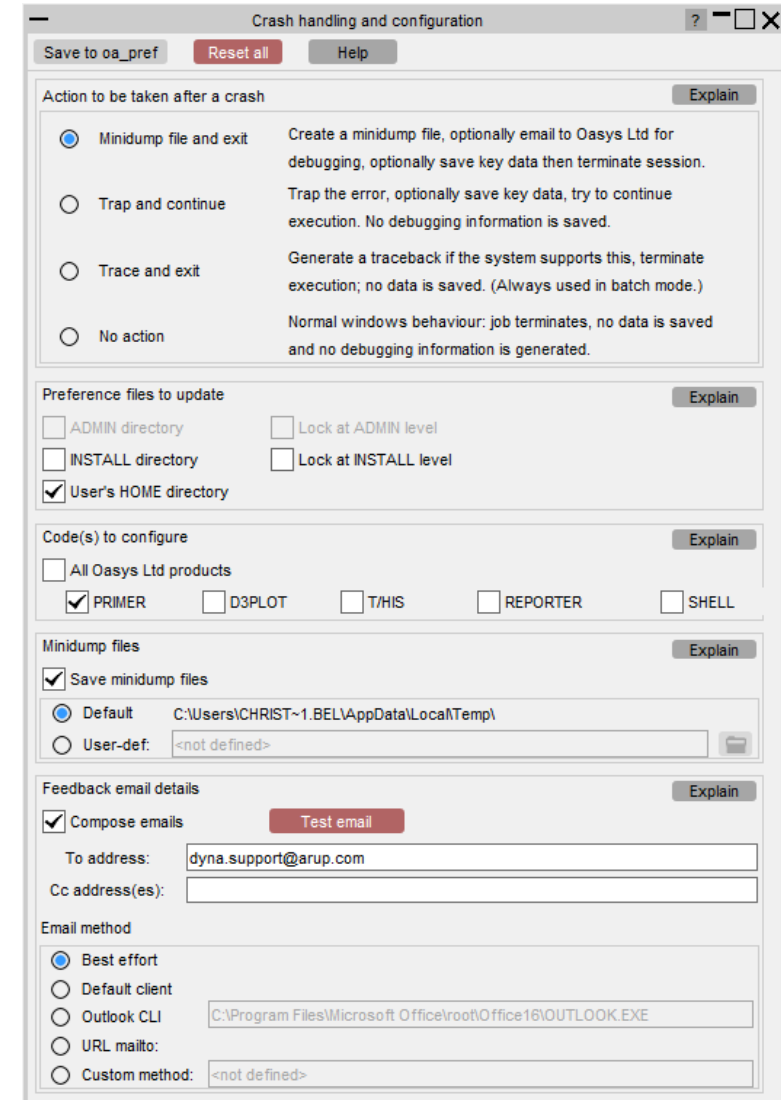 Crash handling and configuration
?
Save to oa_pref Reset all Help
Action to be taken after a crash Explain
Minidump file and exit Create a minidump file, optionally email to Oasys Ltd for
debugging, optionally save key data then terminate session.
Trap and continue Trap the error, optionally save key data, try to continue
execution. No debugging information is saved.
Trace and exit Generate a traceback if the system supports this, terminate
execution; no data is saved. (Always used in batch mode.)
No action Normal windows behaviour: job terminates, no data is saved
and no debugging information is generated.
Preference files to update Explain
ADMIN directory Lock at ADMIN level
INSTALL directory Lock at INSTALL level
User's HOME directory
Code(s) to configure Explain
All Oasys Ltd products
PRIMER D3PLOT T/HIS REPORTER SHELL
Minidump files Explain
Save minidump files
Default C:\Users\CHRIST~1.BEL\AppData\Local\Temp\
User-def: <not defined>
Feedback email details Explain
Compose emails Test email
To address: dyna.support@arup.com
Cc address(es):
Email method
Best effort
Default client
Outlook CLI C:\Program Files\Microsoft Office\root\Office16\OUTLOOK.EXE
URL mailto:
Custom method: <not defined>